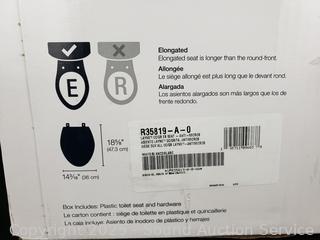 Elongated
Elongated seat is longer than the round-front.
Allongée
Le siège allongé est plus long que le devant rond.
Alargada
Los asientos alargados son más largos que los de
frente redondo.
E
R
18⅝"
(47.3 cm)
14³⁄₁₆" (36 cm)
R35819-A-0
Box Includes: Plastic toilet seat and hardware
Le carton contient : siège de toilette en plastique et quincaillerie
La caja incluye: Asiento de inodoro de plástico y herrajes